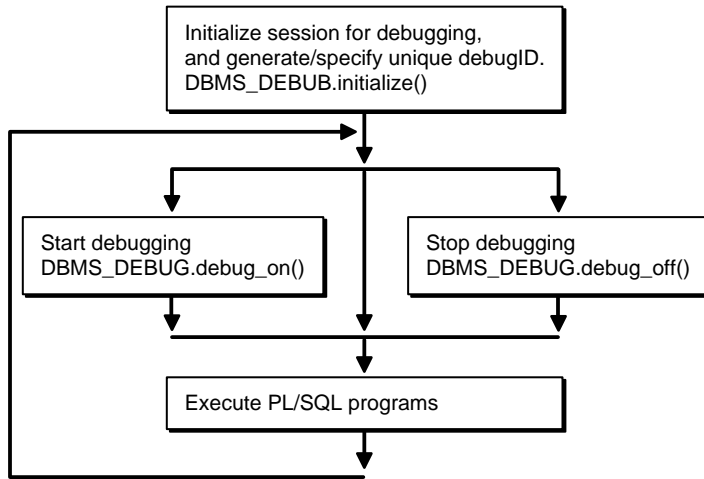 Initialize session for debugging,
and generate/specify unique debugID.
DBMS_DEBUB.initialize()
Start debugging
DBMS_DEBUG.debug_on()
Stop debugging
DBMS_DEBUG.debug_off()
Execute PL/SQL programs